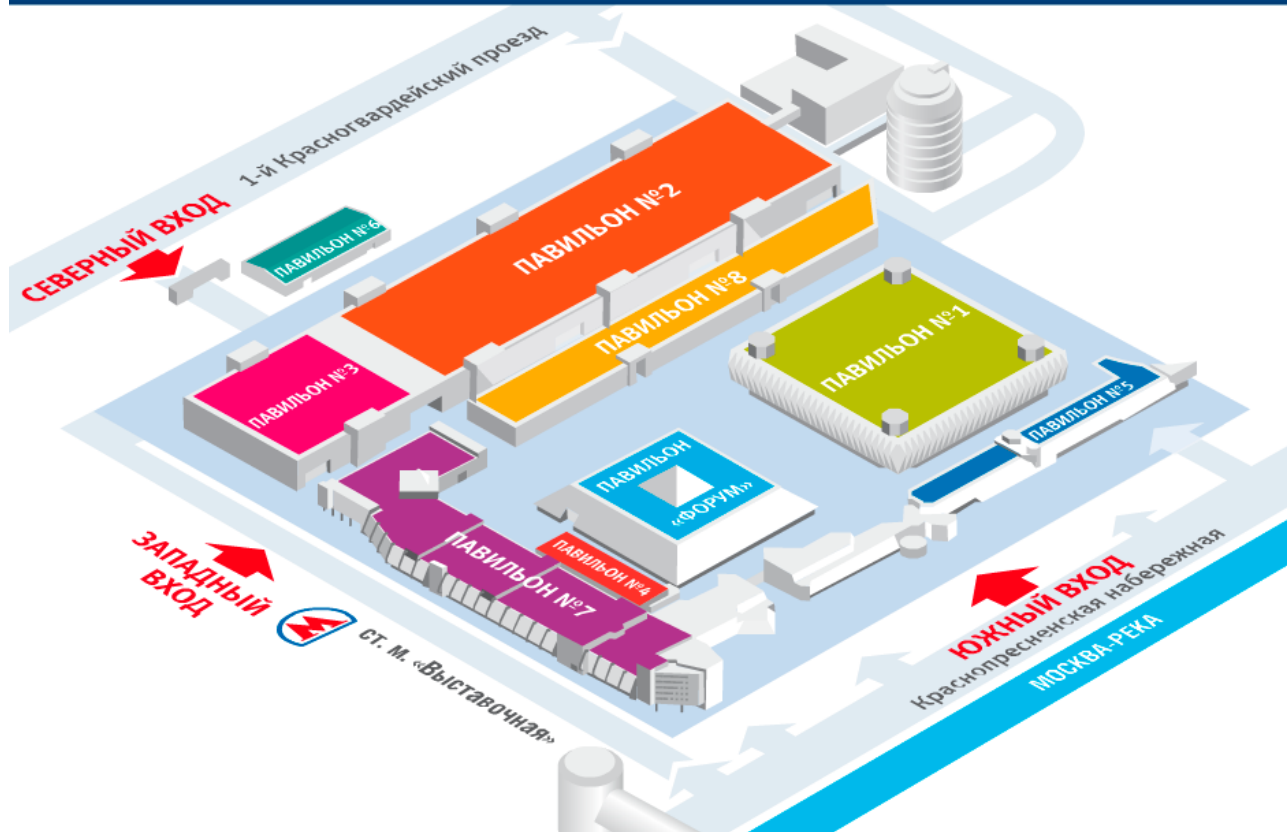 1-й Красногвардейский проезд
СЕВЕРНЫЙ ВХОД
ПАВИЛЬОН №6
ПАВИЛЬОН №2
ПАВИЛЬОН №8
ПАВИЛЬОН №3
ПАВИЛЬОН №1
ПАВИЛЬОН №5
ПАВИЛЬОН
«ФОРУМ»
ПАВИЛЬОН №4
ПАВИЛЬОН №7
ЗАПАДНЫЙ
ВХОД
М
ст. м. «Выставочная»
ЮЖНЫЙ ВХОД
Краснопресненская набережная
МОСКВА-РЕКА